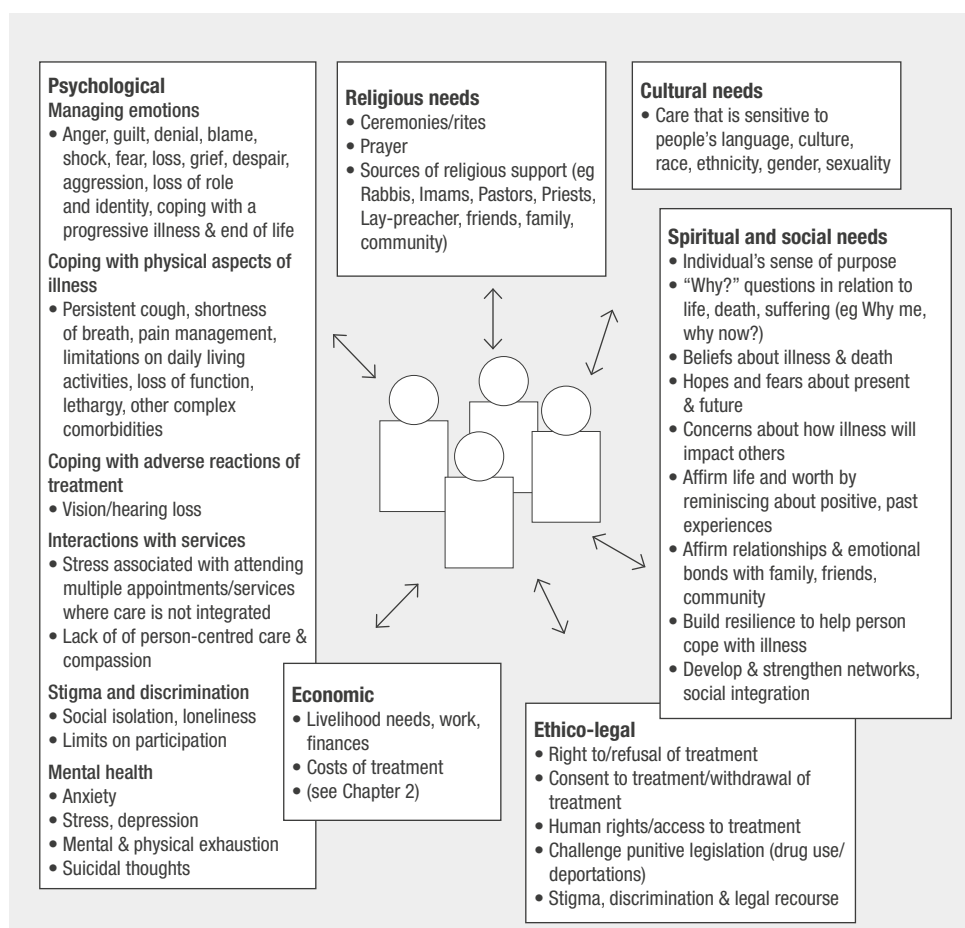 Psychological
Managing emotions
• Anger, guilt, denial, blame,
shock, fear, loss, grief, despair,
aggression, loss of role
and identity, coping with a
progressive illness & end of life
Coping with physical aspects of
illness
• Persistent cough, shortness
of breath, pain management,
limitations on daily living
activities, loss of function,
lethargy, other complex
comorbidities
Coping with adverse reactions of
treatment
• Vision/hearing loss
Interactions with services
• Stress associated with attending
multiple appointments/services
where care is not integrated
• Lack of of person-centred care &
compassion
Stigma and discrimination
• Social isolation, loneliness
• Limits on participation
Mental health
• Anxiety
• Stress, depression
• Mental & physical exhaustion
• Suicidal thoughts
Religious needs
• Ceremonies/rites
• Prayer
• Sources of religious support (eg
Rabbis, Imams, Pastors, Priests,
Lay-preacher, friends, family,
community)
Cultural needs
• Care that is sensitive to
people's language, culture,
race, ethnicity, gender, sexuality
Spiritual and social needs
• Individual's sense of purpose
• “Why?” questions in relation to
life, death, suffering (eg Why me,
why now?)
• Beliefs about illness & death
• Hopes and fears about present
& future
• Concerns about how illness will
impact others
• Affirm life and worth by
reminiscing about positive, past
experiences
• Affirm relationships & emotional
bonds with family, friends,
community
• Build resilience to help person
cope with illness
• Develop & strengthen networks,
social integration
Economic
• Livelihood needs, work,
finances
• Costs of treatment
• (see Chapter 2)
Ethico-legal
• Right to/refusal of treatment
• Consent to treatment/withdrawal of
treatment
• Human rights/access to treatment
• Challenge punitive legislation (drug use/
deportations)
• Stigma, discrimination & legal recourse